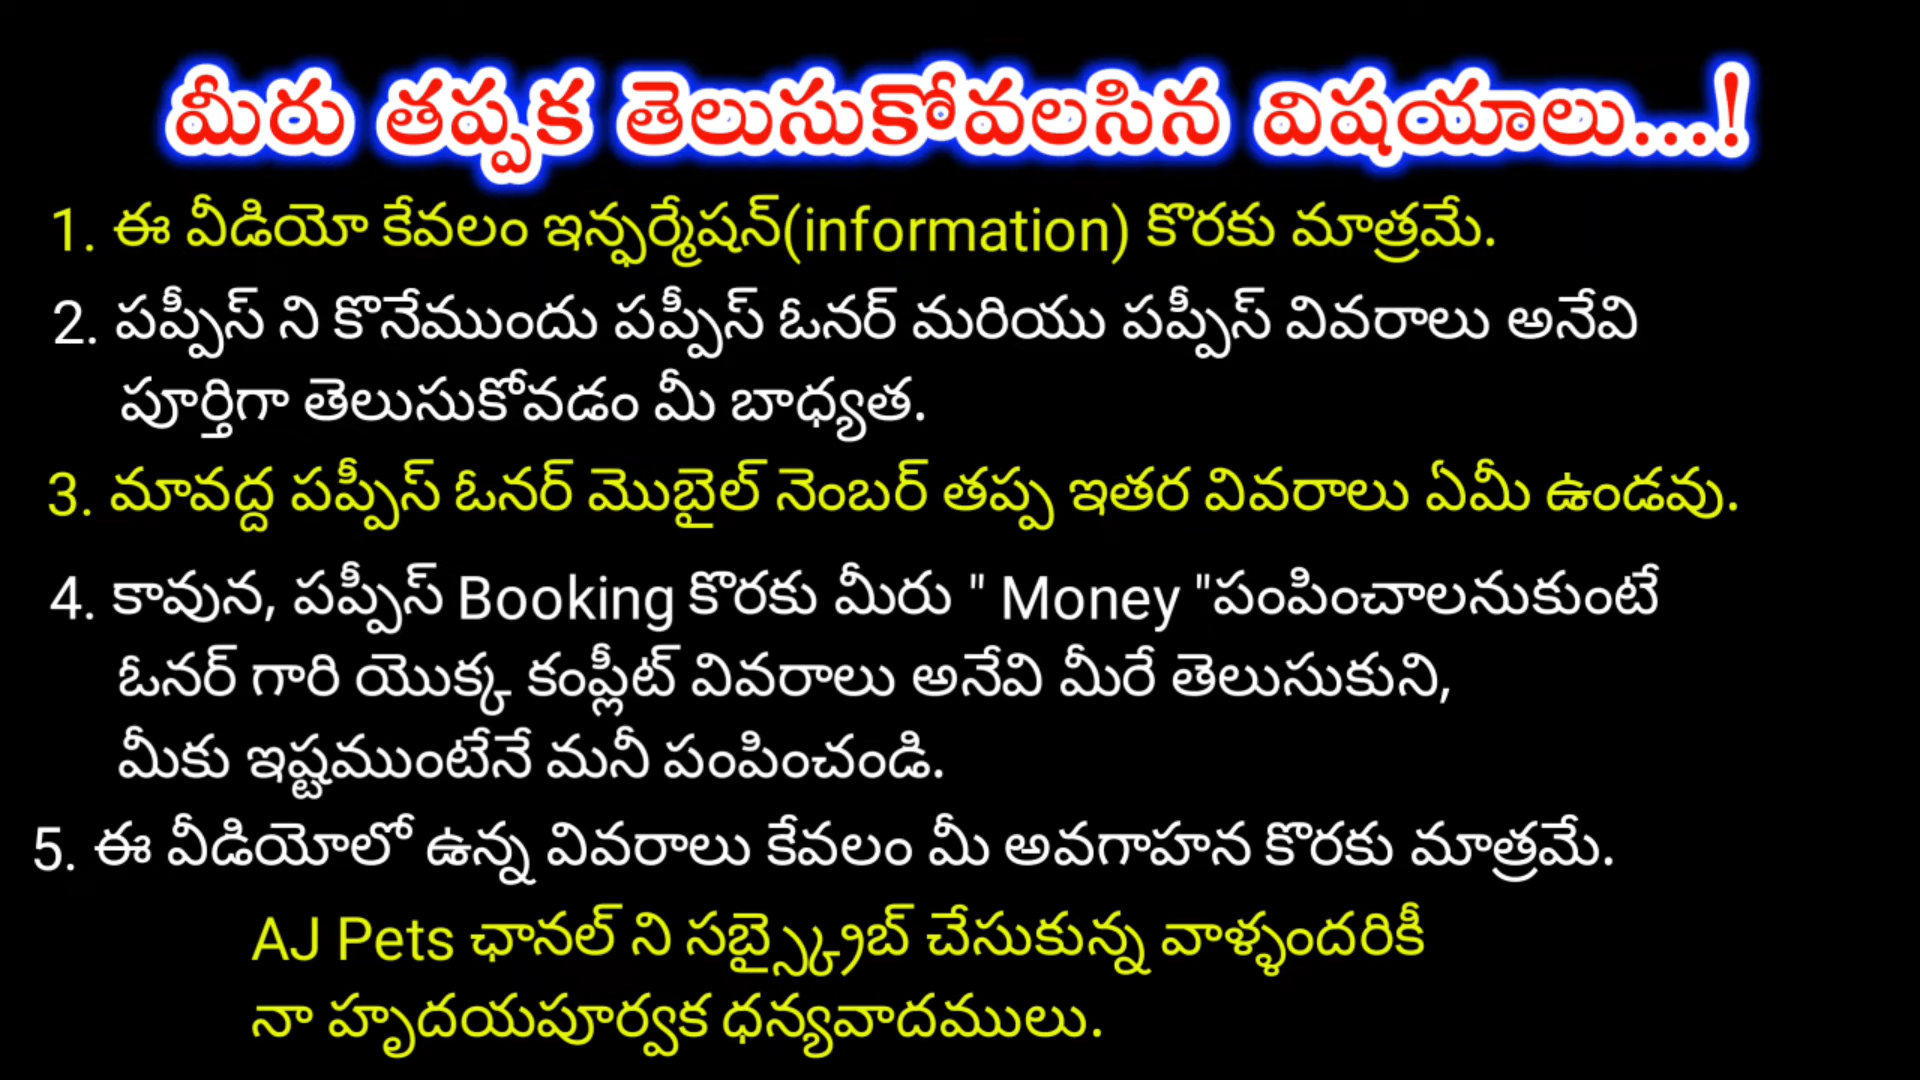 మీరు తప్పక తెలుసుకోవలసిన విషయాలు...!
1. ఈ వీడియో కేవలం ఇన్ఫర్మేషన్(information) కొరకు మాత్రమే.
2. పప్పీస్ ని కొనేముందు పప్పీస్ ఓనర్ మరియు పప్పీస్ వివరాలు అనేవి
పూర్తిగా తెలుసుకోవడం మీ బాధ్యత.
3. మావద్ద పప్పీస్ ఓనర్ మొబైల్ నెంబర్ తప్ప ఇతర వివరాలు ఏమీ ఉండవు.
4. కావున, పప్పీస్ Booking కొరకు మీరు " Money "పంపించాలనుకుంటే
ఓనర్ గారి యొక్క కంప్లీట్ వివరాలు అనేవి మీరే తెలుసుకుని,
మీకు ఇష్టముంటేనే మనీ పంపించండి.
5. ఈ వీడియోలో ఉన్న వివరాలు కేవలం మీ అవగాహన కొరకు మాత్రమే.
AJ Pets ఛానల్ ని సబ్స్క్రైబ్ చేసుకున్న వాళ్ళందరికీ
నా హృదయపూర్వక ధన్యవాదములు.